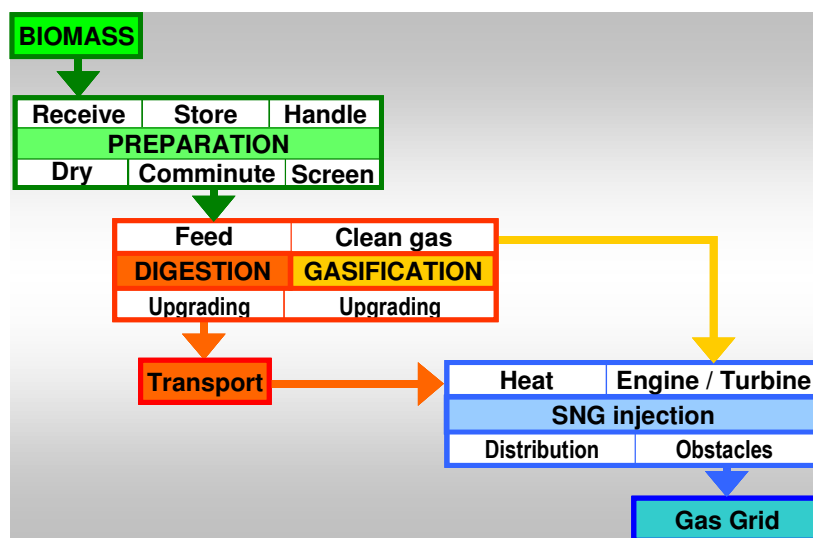 BIOMASS
Receive Store Handle
PREPARATION
Dry Comminute Screen
Feed Clean gas
DIGESTION GASIFICATION
Upgrading Upgrading
Transport
Heat Engine / Turbine
SNG injection
Distribution Obstacles
Gas Grid